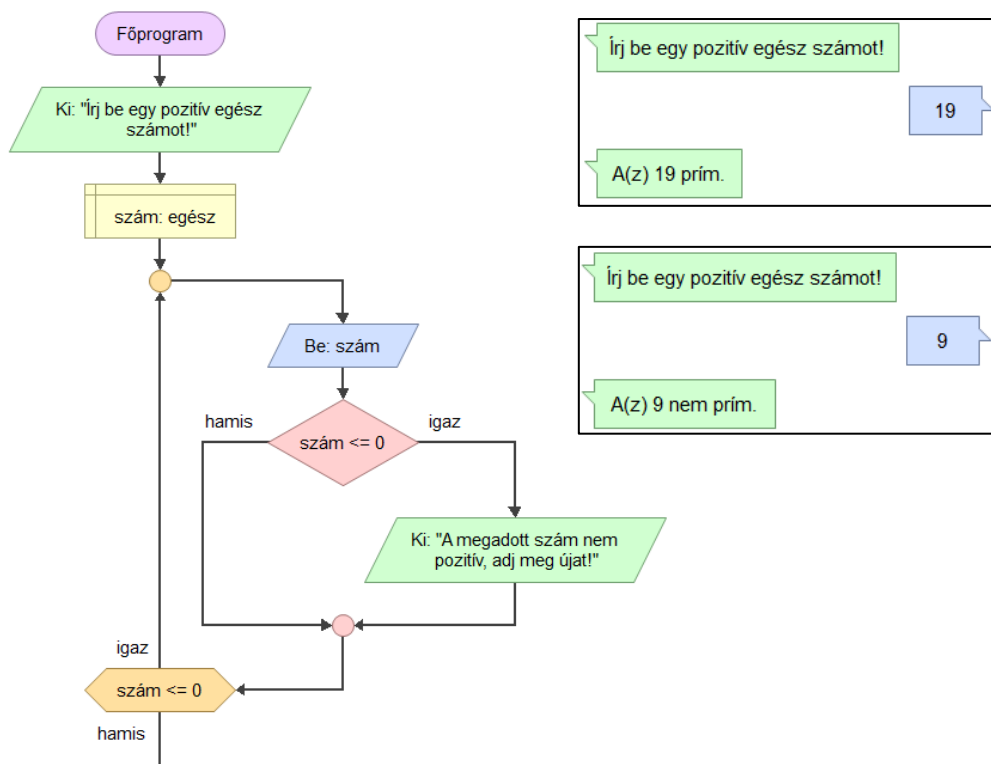 Főprogram
Ki: "Írj be egy pozitív egész
számot!"
szám: egész
Be: szám
hamis
igaz
szám <= 0
Ki: "A megadott szám nem
pozitív, adj meg újat!"
igaz
szám <= 0
hamis
Írj be egy pozitív egész számot!
19
A(z) 19 prím.
Írj be egy pozitív egész számot!
9
A(z) 9 nem prím.